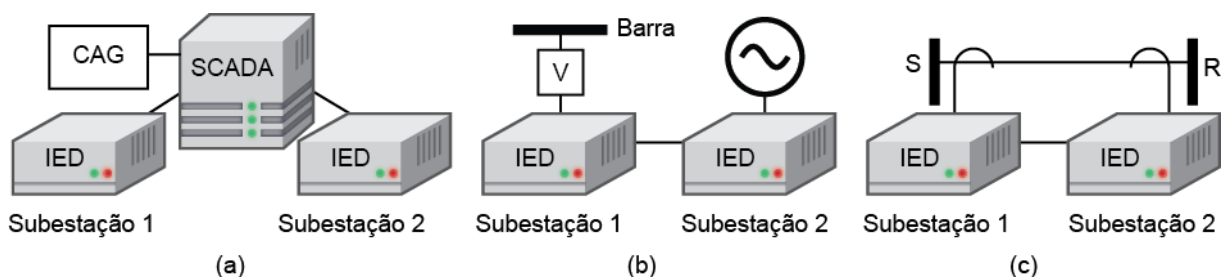 CAG
SCADA
IED
IED
Subestação 1
Subestação 2
(a)
Barra
V
IED
IED
Subestação 1
Subestação 2
(b)
S
R
IED
IED
Subestação 1
Subestação 2
(c)